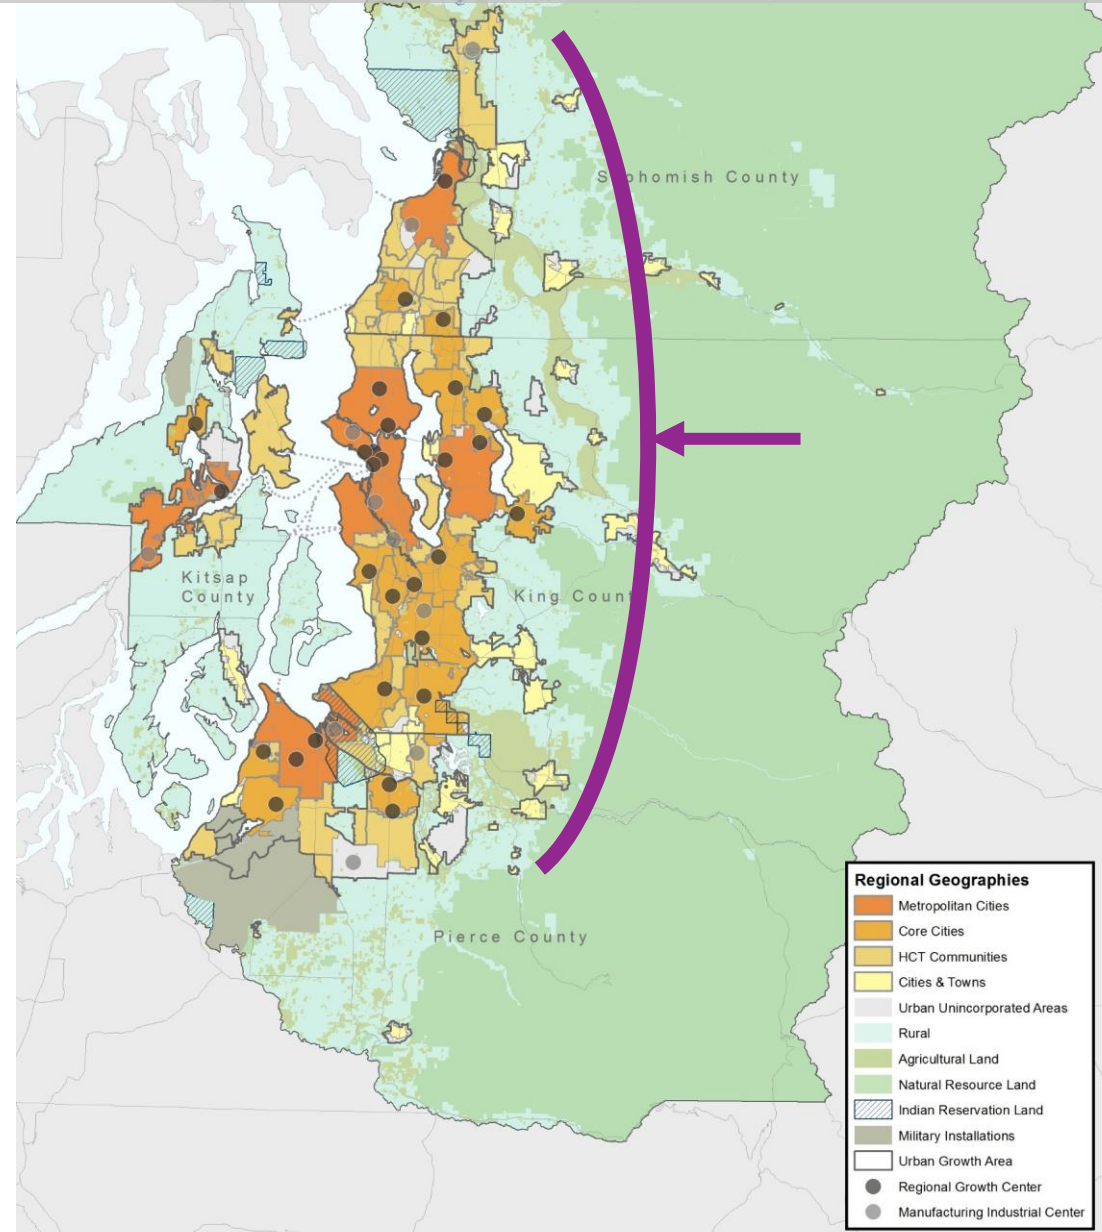 Snohomish County
Kitsap
County
King Count
Pierce County
Regional Geographies
Metropolitan Cities
Core Cities
HCT Communities
Cities & Towns
Urban Unincorporated Areas
Rural
Agricultural Land
Natural Resource Land
Indian Reservation Land
Military Installations
Urban Growth Area
Regional Growth Center
Manufacturing Industrial Center